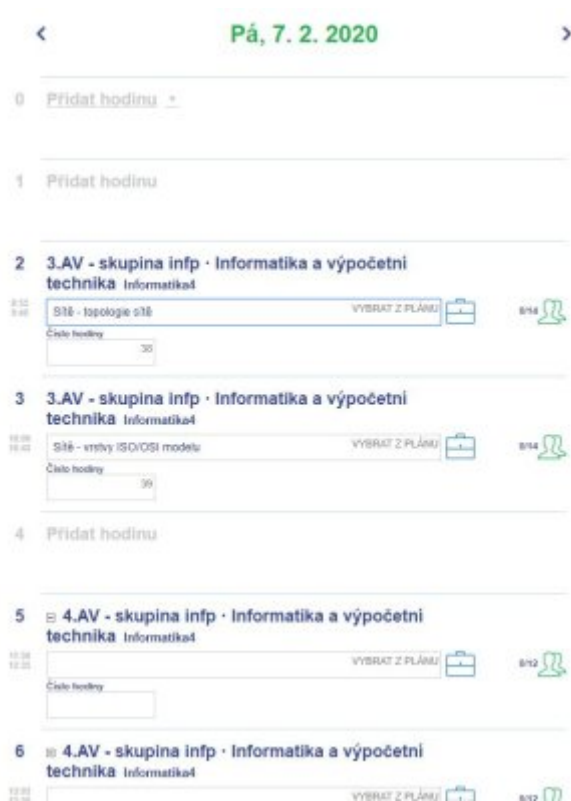 Pá, 7. 2. 2020
0 Přidat hodinu
1 Přidat hodinu
2 3.AV - skupina infp · Informatika a výpočetní
technika Informatika4
Sítě - topologie sítě VYBRAT Z PLÁNU
Číslo hodiny
38
3 3.AV - skupina infp · Informatika a výpočetní
technika Informatika4
Sítě - vrstvy ISO/OSI modelu VYBRAT Z PLÁNU
Číslo hodiny
39
4 Přidat hodinu
5 4.AV - skupina infp · Informatika a výpočetní
technika Informatika4
VYBRAT Z PLÁNU
Číslo hodiny
6 4.AV - skupina infp · Informatika a výpočetní
technika Informatika4
VYBRAT Z PLÁNU